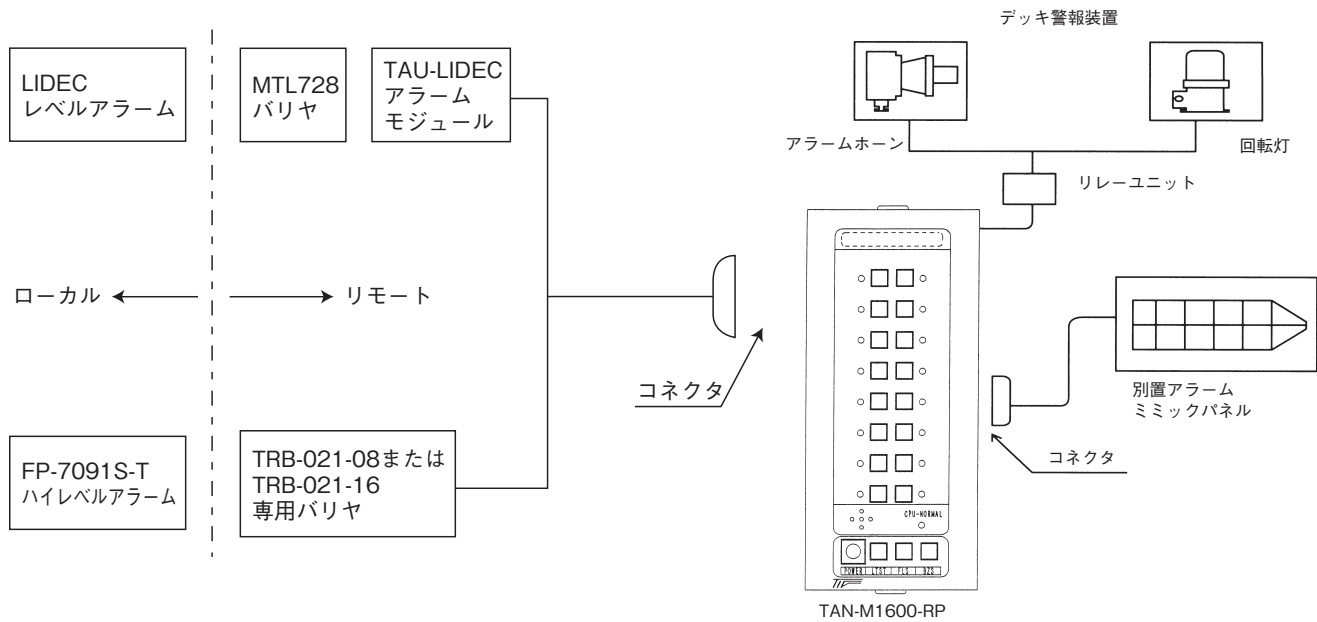 デッキ警報装置
LIDEC
レベルアラーム
MTL728
バリヤ
TAU-LIDEC
アラーム
モジュール
アラームホーン
回転灯
リレーユニット
ローカル
リモート
コネクタ
別置アラーム
ミミックパネル
コネクタ
FP-7091S-T
ハイレベルアラーム
TRB-021-08または
TRB-021-16
専用バリヤ
CPU-NORMAL
POWER LTST FLS BZS
TAN-M1600-RP